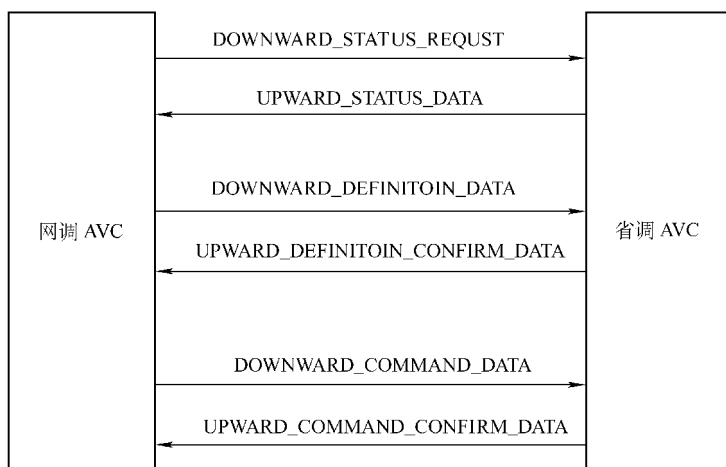 DOWNWARD_STATUS_REQUST
UPWARD_STATUS_DATA
DOWNWARD_DEFINITOIN_DATA
网调 AVC
省调 AVC
UPWARD_DEFINITOIN_CONFIRM_DATA
DOWNWARD_COMMAND_DATA
UPWARD_COMMAND_CONFIRM_DATA